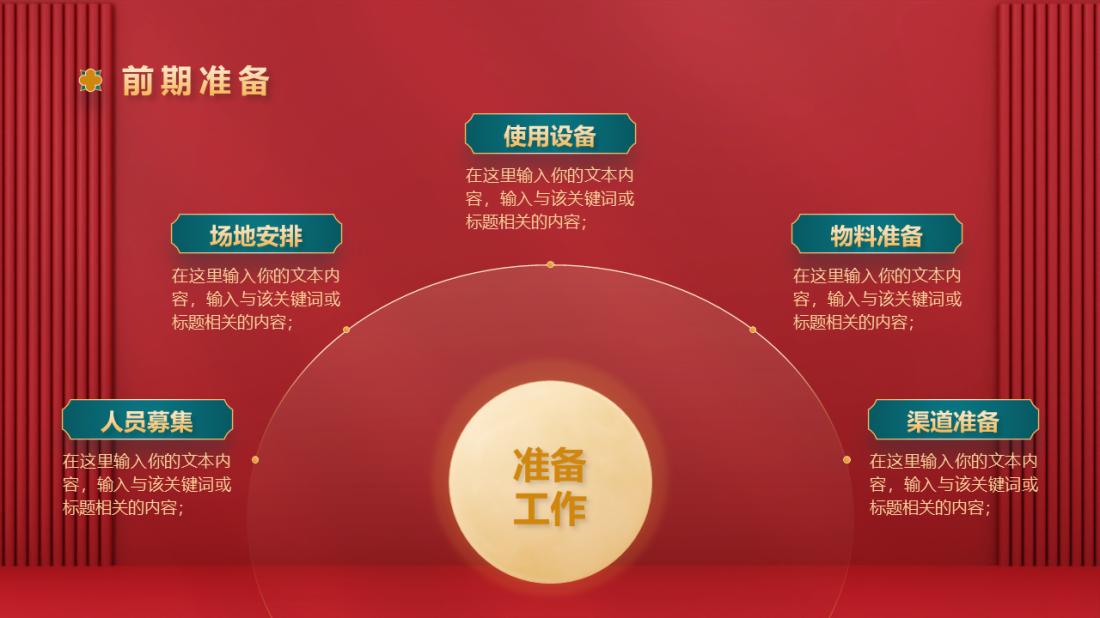 前期准备
使用设备
在这里输入你的文本内
容，输入与该关键词或
标题相关的内容；
场地安排
在这里输入你的文本内
容，输入与该关键词或
标题相关的内容；
物料准备
在这里输入你的文本内
容，输入与该关键词或
标题相关的内容；
人员募集
在这里输入你的文本内
容，输入与该关键词或
标题相关的内容；
渠道准备
在这里输入你的文本内
容，输入与该关键词或
标题相关的内容；
准备
工作